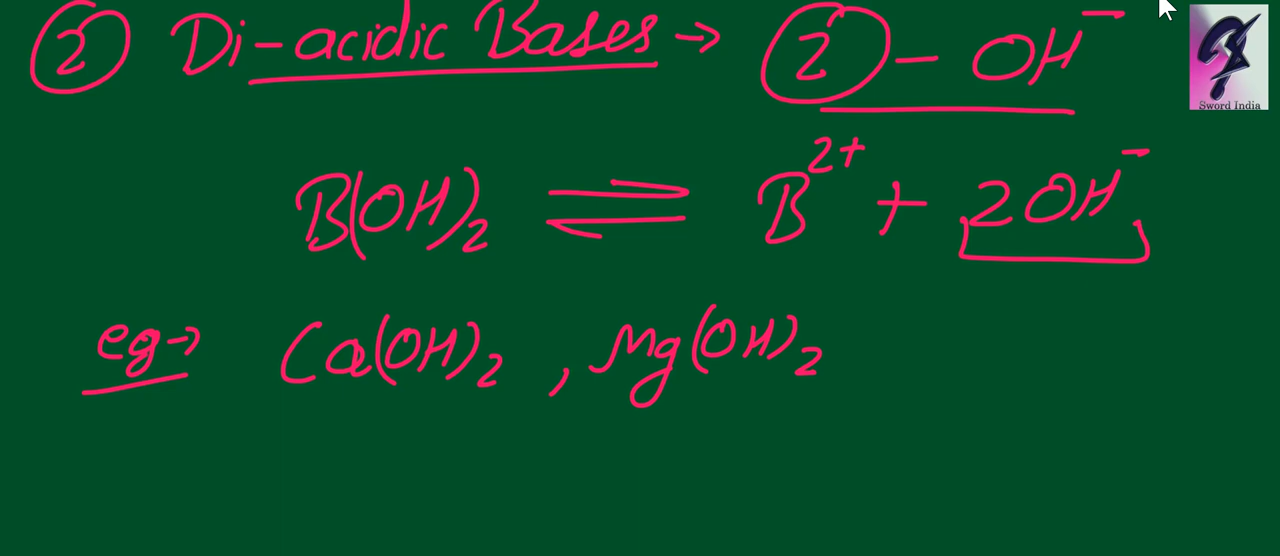 ② Di-acidic Bases → ② - OH⁻
Sword India
B(OH)₂ ⇌ B²⁺ + 2OH⁻
eg→ Ca(OH)₂ , Mg(OH)₂